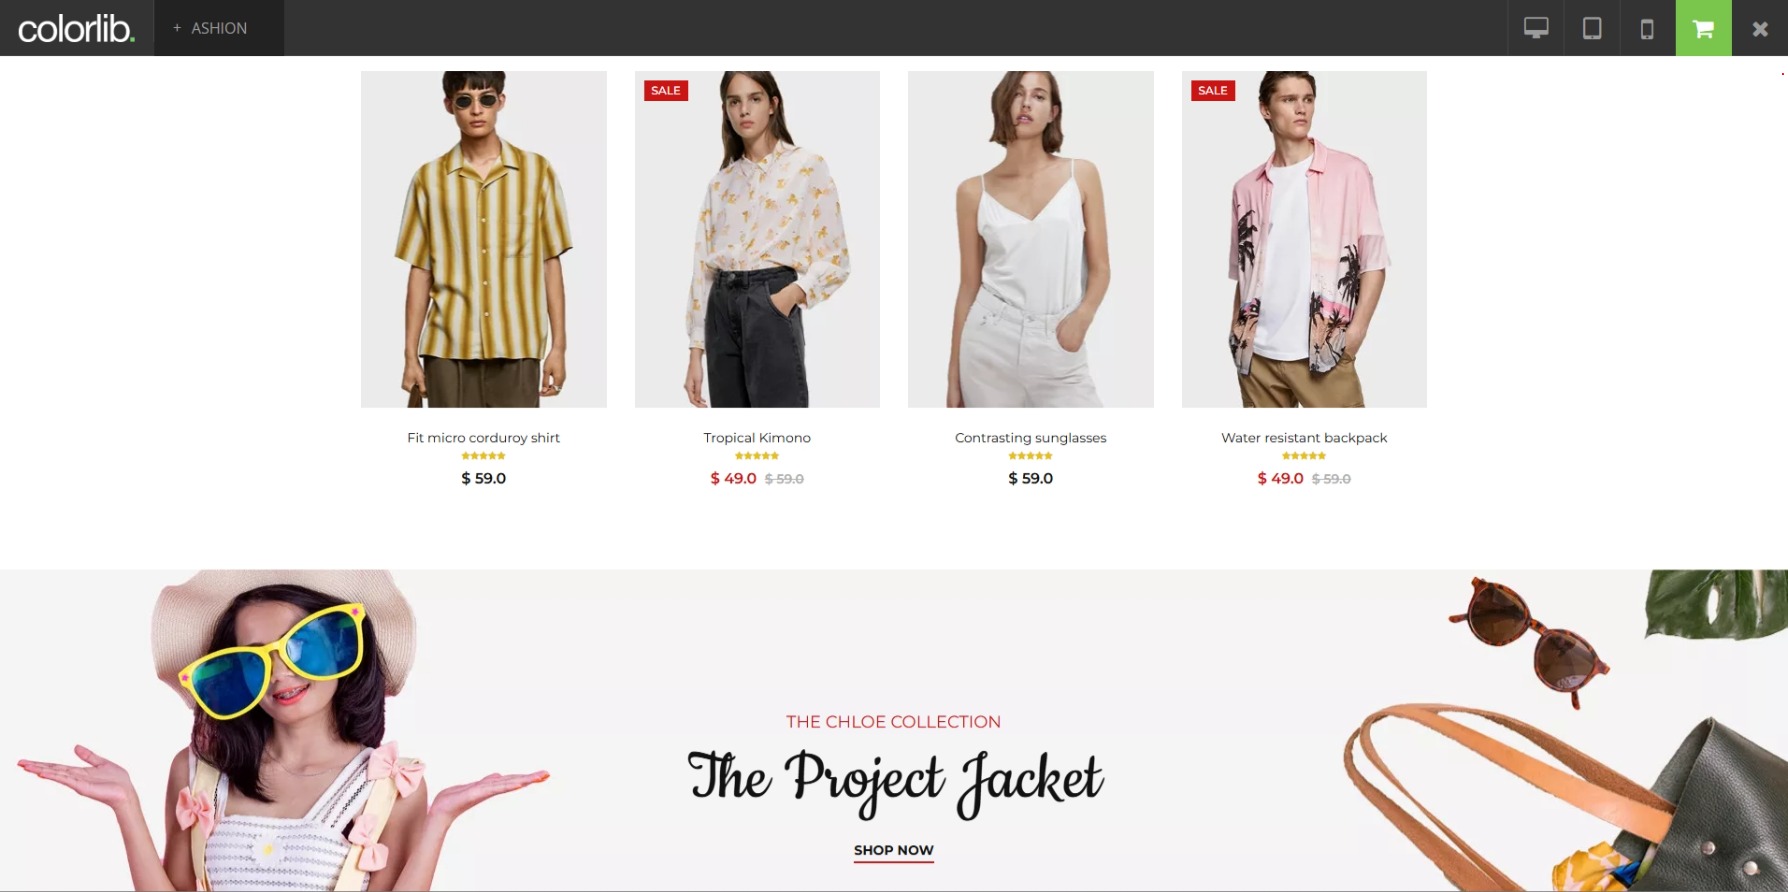 colorlib.
+ ASHION
SALE
SALE
Fit micro corduroy shirt
$ 59.0
Tropical Kimono
$ 49.0 $ 59.0
Contrasting sunglasses
$ 59.0
Water resistant backpack
$ 49.0 $ 59.0
THE CHLOE COLLECTION
The Project Jacket
SHOP NOW